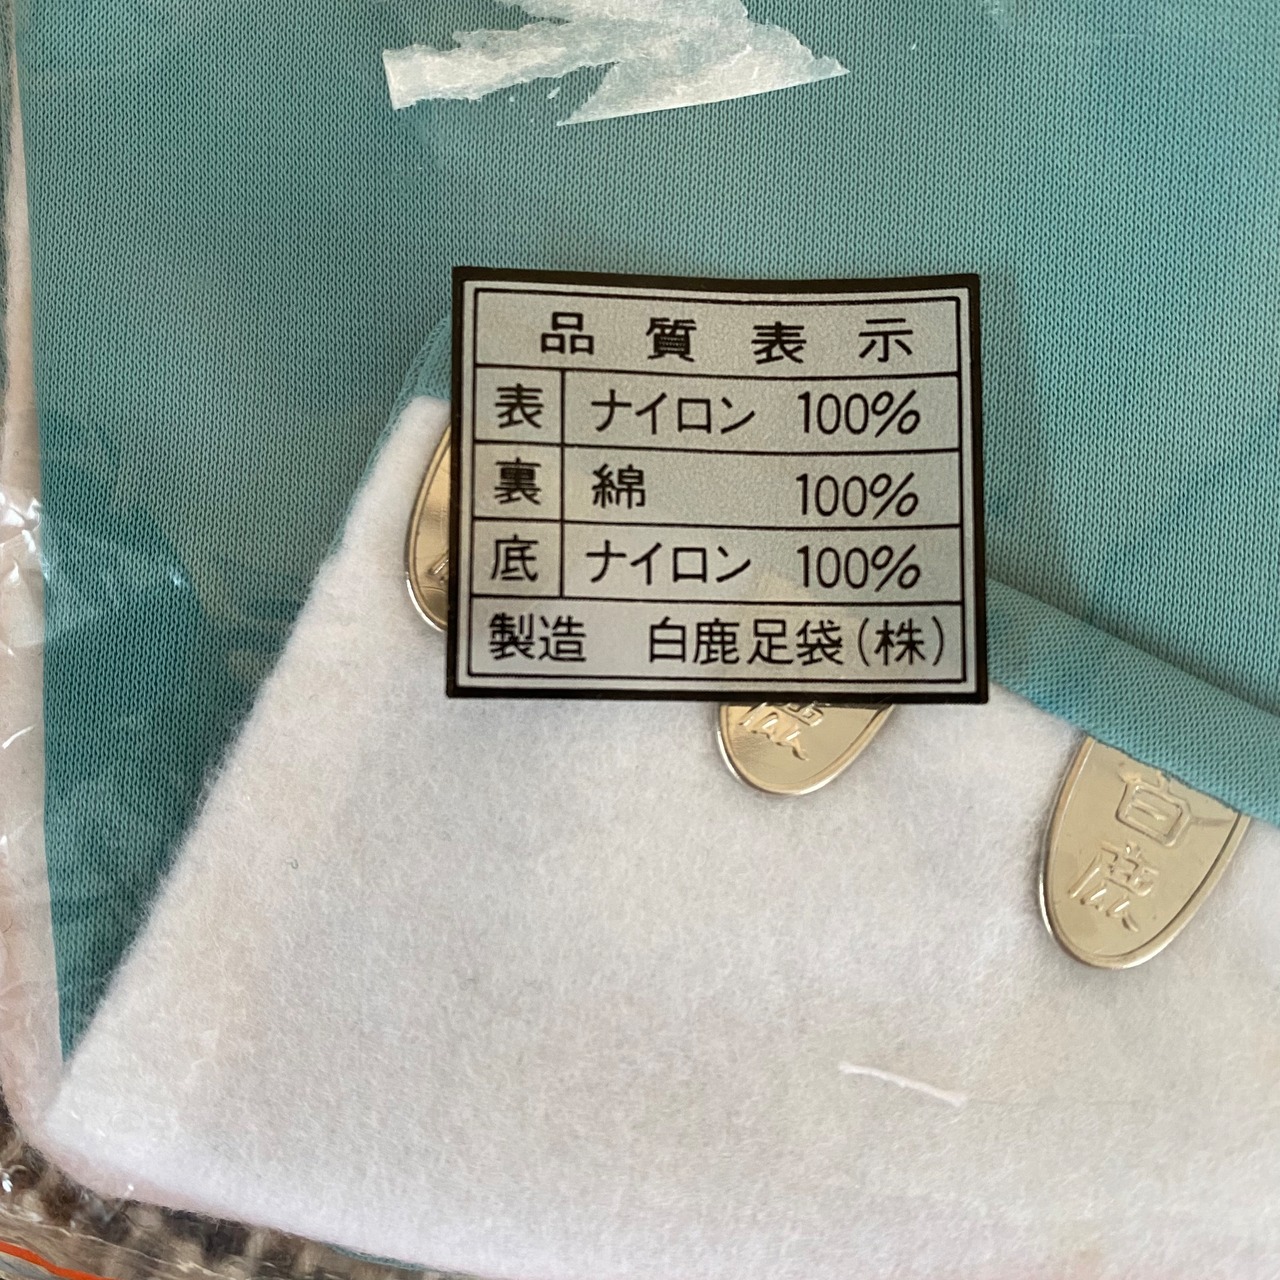 品質表示
表 ナイロン 100%
裏 綿 100%
底 ナイロン 100%
製造 白鹿足袋(株)
鹿
白鹿